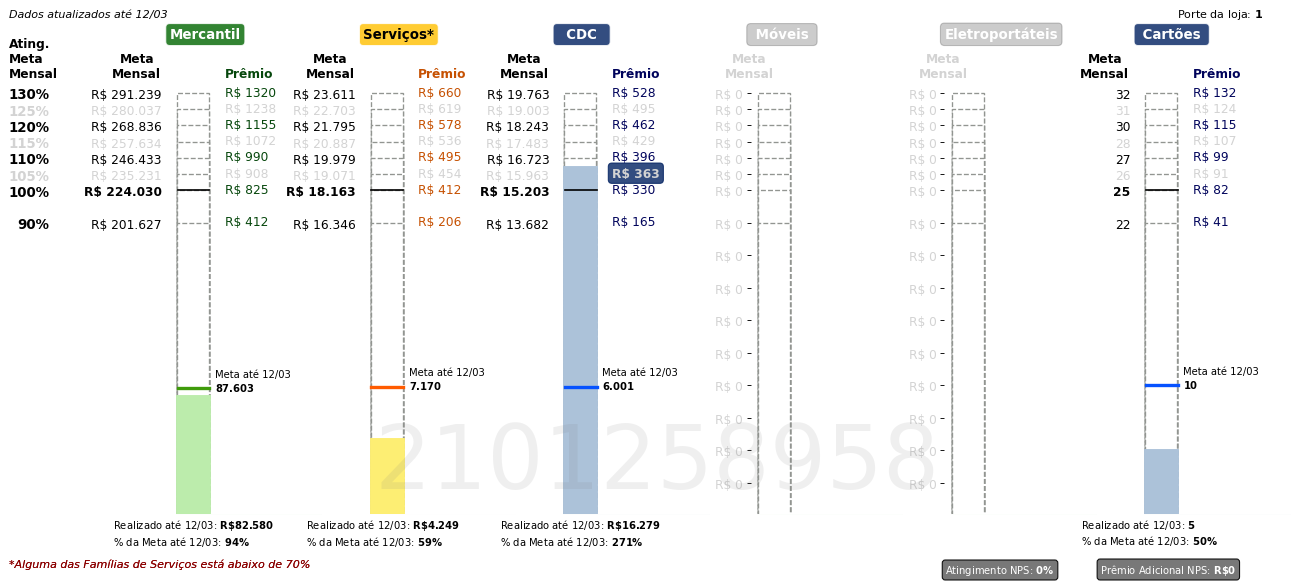 Dados atualizados até 12/03
Porte da loja: 1
Mercantil Serviços* CDC Móveis Eletroportáteis Cartões
Ating. Meta Mensal
Meta Mensal Prêmio Meta Mensal Prêmio Meta Mensal Prêmio Meta Mensal Meta Mensal Meta Mensal Prêmio
130% R$ 291.239 R$ 1320 R$ 23.611 R$ 660 R$ 19.763 R$ 528 R$ 0 R$ 0 32 R$ 132
125% R$ 280.037 R$ 1238 R$ 22.703 R$ 619 R$ 19.003 R$ 495 R$ 0 R$ 0 31 R$ 124
120% R$ 268.836 R$ 1155 R$ 21.795 R$ 578 R$ 18.243 R$ 462 R$ 0 R$ 0 30 R$ 115
115% R$ 257.634 R$ 1072 R$ 20.887 R$ 536 R$ 17.483 R$ 429 R$ 0 R$ 0 28 R$ 107
110% R$ 246.433 R$ 990 R$ 19.979 R$ 495 R$ 16.723 R$ 396 R$ 0 R$ 0 27 R$ 99
105% R$ 235.231 R$ 908 R$ 19.071 R$ 454 R$ 15.963 R$ 363 R$ 0 R$ 0 26 R$ 91
100% R$ 224.030 R$ 825 R$ 18.163 R$ 412 R$ 15.203 R$ 330 R$ 0 R$ 0 25 R$ 82
90% R$ 201.627 R$ 412 R$ 16.346 R$ 206 R$ 13.682 R$ 165 R$ 0 R$ 0 22 R$ 41
R$ 0 R$ 0
R$ 0 R$ 0
R$ 0 R$ 0
R$ 0 R$ 0
Meta até 12/03 Meta até 12/03 Meta até 12/03 Meta até 12/03
87.603 7.170 6.001 R$ 0 R$ 0 10
R$ 0 R$ 0
R$ 0 R$ 0
R$ 0 R$ 0
2101258958
Realizado até 12/03: R$82.580 Realizado até 12/03: R$4.249 Realizado até 12/03: R$16.279 Realizado até 12/03: 5
% da Meta até 12/03: 94% % da Meta até 12/03: 59% % da Meta até 12/03: 271% % da Meta até 12/03: 50%
*Alguma das Famílias de Serviços está abaixo de 70%
Atingimento NPS: 0% Prêmio Adicional NPS: R$0